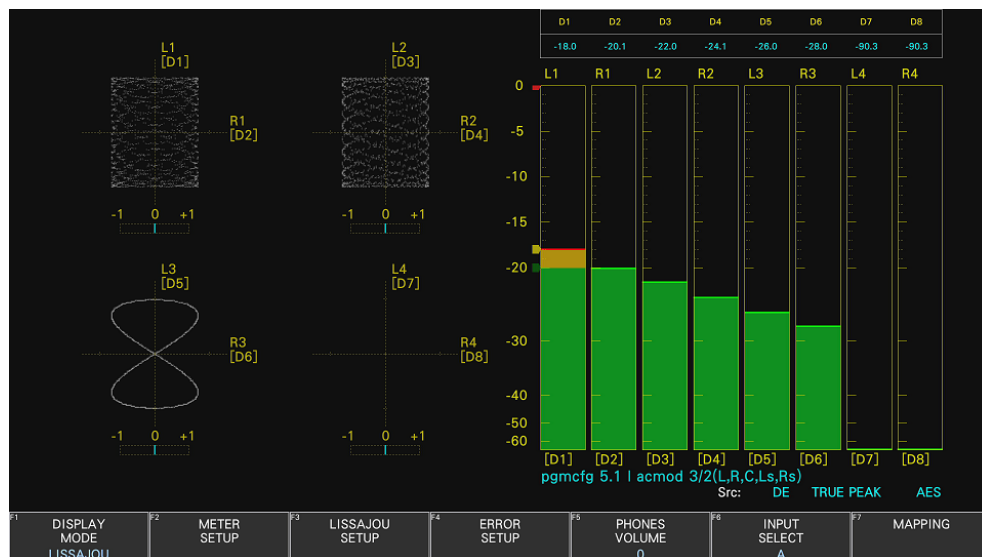 D1 D2 D3 D4 D5 D6 D7 D8
-18.0 -20.1 -22.0 -24.1 -26.0 -28.0 -90.3 -90.3
L1 R1 L2 R2 L3 R3 L4 R4
0
-5
-10
-15
-20
-30
-40
-50
-60
[D1] [D2] [D3] [D4] [D5] [D6] [D7] [D8]
pgmcfg 5.1 | acmod 3/2(L,R,C,Ls,Rs)
Src: DE TRUE PEAK AES
L1
[D1]
R1
[D2]
-1 0 +1
L2
[D3]
R2
[D4]
-1 0 +1
L3
[D5]
R3
[D6]
-1 0 +1
L4
[D7]
R4
[D8]
-1 0 +1
F1 DISPLAY
MODE
LISSAJOU
F2 METER
SETUP
F3 LISSAJOU
SETUP
F4 ERROR
SETUP
F5 PHONES
VOLUME
0
F6 INPUT
SELECT
A
F7 MAPPING